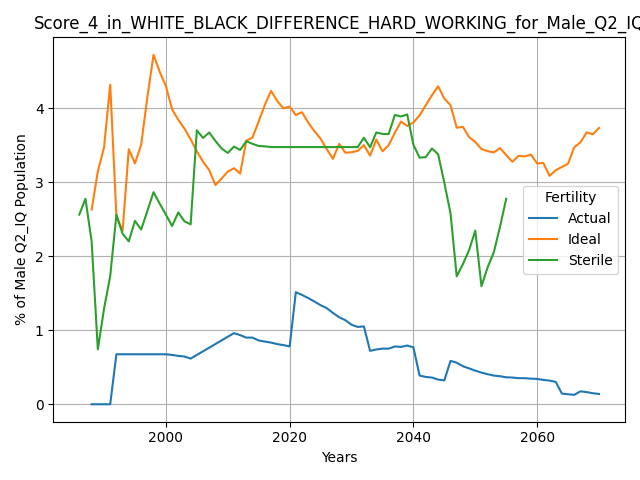 Score_4_in_WHITE_BLACK_DIFFERENCE_HARD_WORKING_for_Male_Q2_IQ
% of Male Q2_IQ Population
4
3
2
1
0
Fertility
Actual
Ideal
Sterile
2000
2020
2040
2060
Years